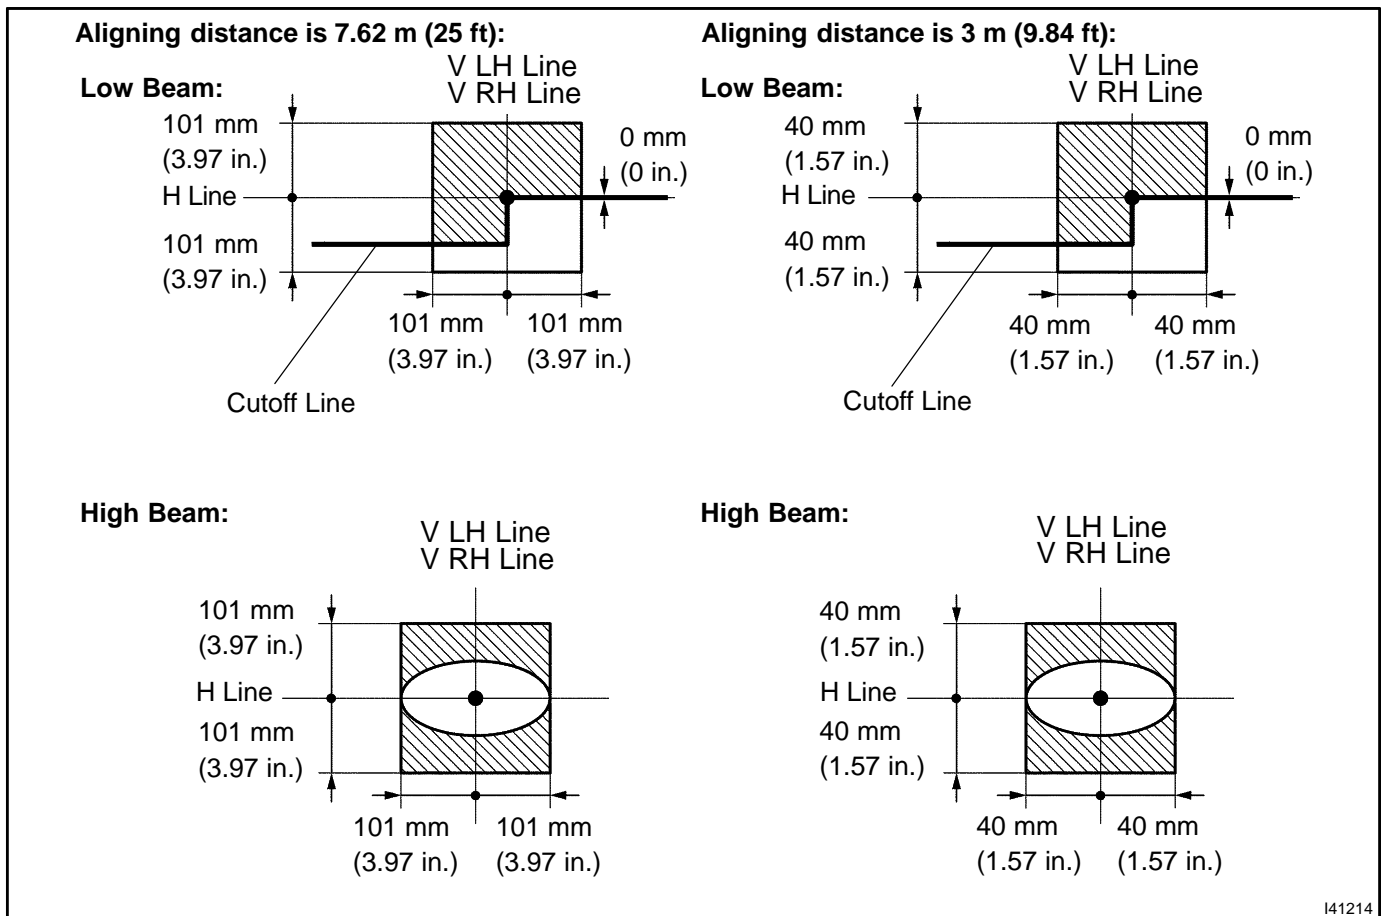 Aligning distance is 7.62 m (25 ft):
Low Beam:
V LH Line
V RH Line
101 mm
(3.97 in.)
0 mm
(0 in.)
H Line
101 mm
(3.97 in.)
101 mm
(3.97 in.)
101 mm
(3.97 in.)
Cutoff Line
Aligning distance is 3 m (9.84 ft):
Low Beam:
V LH Line
V RH Line
40 mm
(1.57 in.)
0 mm
(0 in.)
H Line
40 mm
(1.57 in.)
40 mm
(1.57 in.)
40 mm
(1.57 in.)
Cutoff Line
High Beam:
V LH Line
V RH Line
101 mm
(3.97 in.)
H Line
101 mm
(3.97 in.)
101 mm
(3.97 in.)
101 mm
(3.97 in.)
High Beam:
V LH Line
V RH Line
40 mm
(1.57 in.)
H Line
40 mm
(1.57 in.)
40 mm
(1.57 in.)
40 mm
(1.57 in.)
I41214